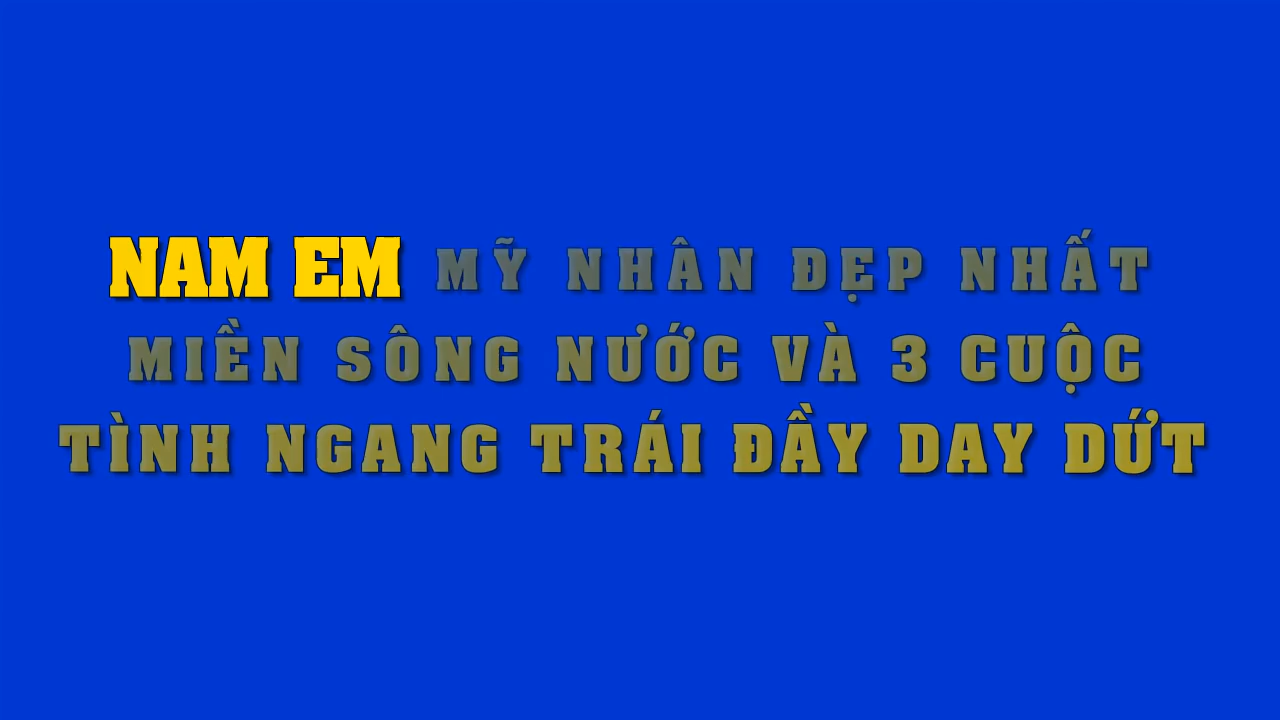 NAM EM MỸ NHÂN ĐẸP NHẤT
MIỀN SÔNG NƯỚC VÀ 3 CUỘC
TÌNH NGANG TRÁI ĐẦY DAY DỨT